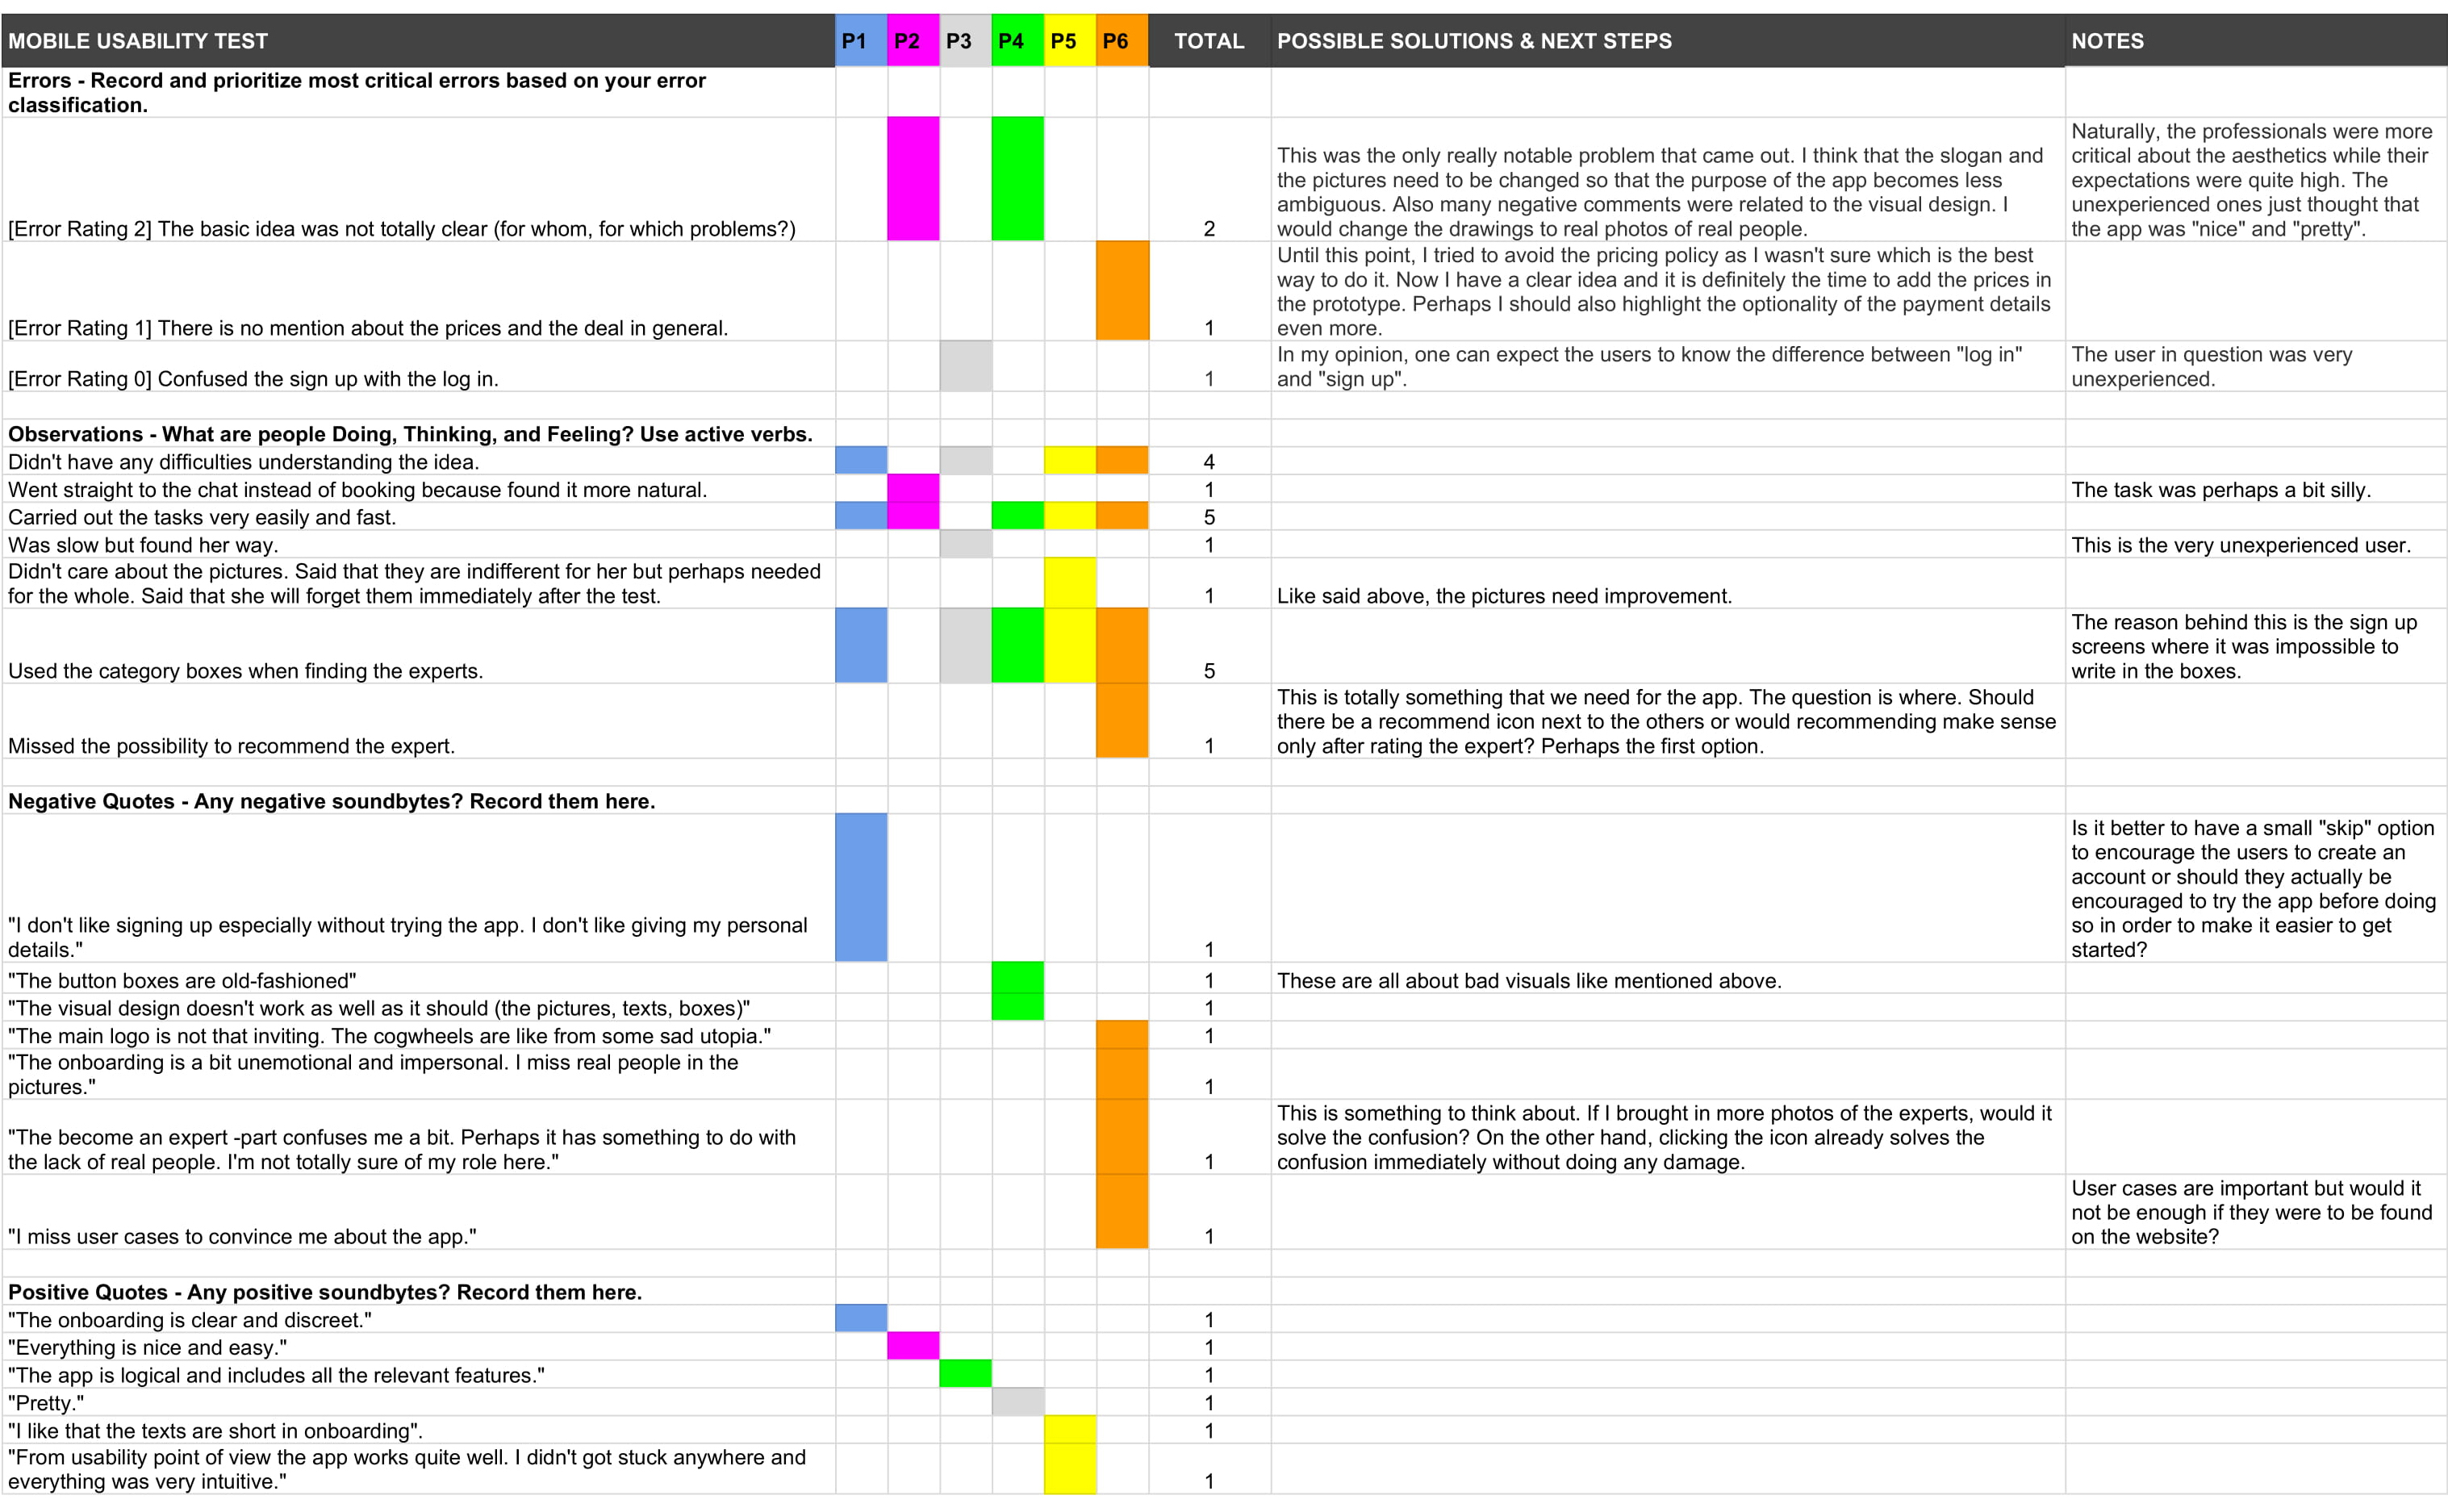 MOBILE USABILITY TEST P1 P2 P3 P4 P5 P6 TOTAL POSSIBLE SOLUTIONS & NEXT STEPS NOTES
Errors - Record and prioritize most critical errors based on your error
classification.
[Error Rating 2] The basic idea was not totally clear (for whom, for which problems?)
2
This was the only really notable problem that came out. I think that the slogan and
the pictures need to be changed so that the purpose of the app becomes less
ambiguous. Also many negative comments were related to the visual design. I
would change the drawings to real photos of real people.
Naturally, the professionals were more
critical about the aesthetics while their
expectations were quite high. The
unexperienced ones just thought that
the app was "nice" and "pretty".
[Error Rating 1] There is no mention about the prices and the deal in general.
1
Until this point, I tried to avoid the pricing policy as I wasn't sure which is the best
way to do it. Now I have a clear idea and it is definitely the time to add the prices in
the prototype. Perhaps I should also highlight the optionality of the payment details
even more.
[Error Rating 0] Confused the sign up with the log in.
1
In my opinion, one can expect the users to know the difference between "log in"
and "sign up".
The user in question was very
unexperienced.
Observations - What are people Doing, Thinking, and Feeling? Use active verbs.
Didn't have any difficulties understanding the idea.
4
Went straight to the chat instead of booking because found it more natural.
1
The task was perhaps a bit silly.
Carried out the tasks very easily and fast.
5
Was slow but found her way.
1
This is the very unexperienced user.
Didn't care about the pictures. Said that they are indifferent for her but perhaps needed
for the whole. Said that she will forget them immediately after the test.
1
Like said above, the pictures need improvement.
Used the category boxes when finding the experts.
5
The reason behind this is the sign up
screens where it was impossible to
write in the boxes.
Missed the possibility to recommend the expert.
1
This is totally something that we need for the app. The question is where. Should
there be a recommend icon next to the others or would recommending make sense
only after rating the expert? Perhaps the first option.
Negative Quotes - Any negative soundbytes? Record them here.
"I don't like signing up especially without trying the app. I don't like giving my personal
details."
1
Is it better to have a small "skip" option
to encourage the users to create an
account or should they actually be
encouraged to try the app before doing
so in order to make it easier to get
started?
"The button boxes are old-fashioned"
1
These are all about bad visuals like mentioned above.
"The visual design doesn't work as well as it should (the pictures, texts, boxes)"
1
"The main logo is not that inviting. The cogwheels are like from some sad utopia."
1
"The onboarding is a bit unemotional and impersonal. I miss real people in the
pictures."
1
"The become an expert -part confuses me a bit. Perhaps it has something to do with
the lack of real people. I'm not totally sure of my role here."
1
This is something to think about. If I brought in more photos of the experts, would it
solve the confusion? On the other hand, clicking the icon already solves the
confusion immediately without doing any damage.
"I miss user cases to convince me about the app."
1
User cases are important but would it
not be enough if they were to be found
on the website?
Positive Quotes - Any positive soundbytes? Record them here.
"The onboarding is clear and discreet."
1
"Everything is nice and easy."
1
"The app is logical and includes all the relevant features."
1
"Pretty."
1
"I like that the texts are short in onboarding".
1
"From usability point of view the app works quite well. I didn't got stuck anywhere and
everything was very intuitive."
1